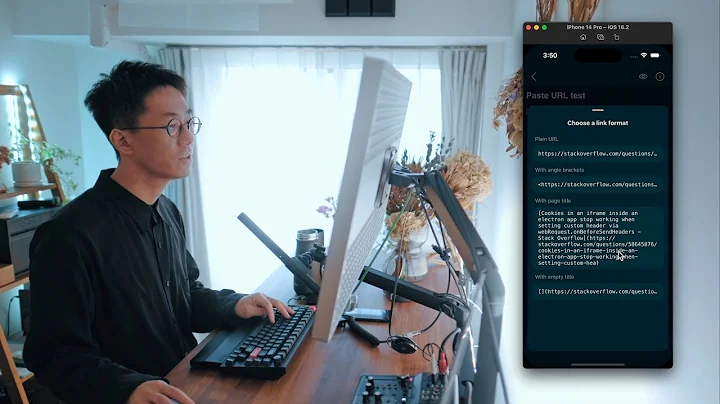 iPhone 14 Pro – iOS 16.2
3:50
Paste URL test
Choose a link format
Plain URL
https://stackoverflow.com/questions/…
With angle brackets
<https://stackoverflow.com/questions…
With page title
[Cookies in an iframe inside an
electron app stop working when
setting custom header via
webRequest.onBeforeSendHeaders -
Stack Overflow](https://
stackoverflow.com/questions/58645876/
cookies-in-an-iframe-inside-an-
electron-app-stop-working-when-
setting-custom-hea)
With empty title
[](https://stackoverflow.com/questio…